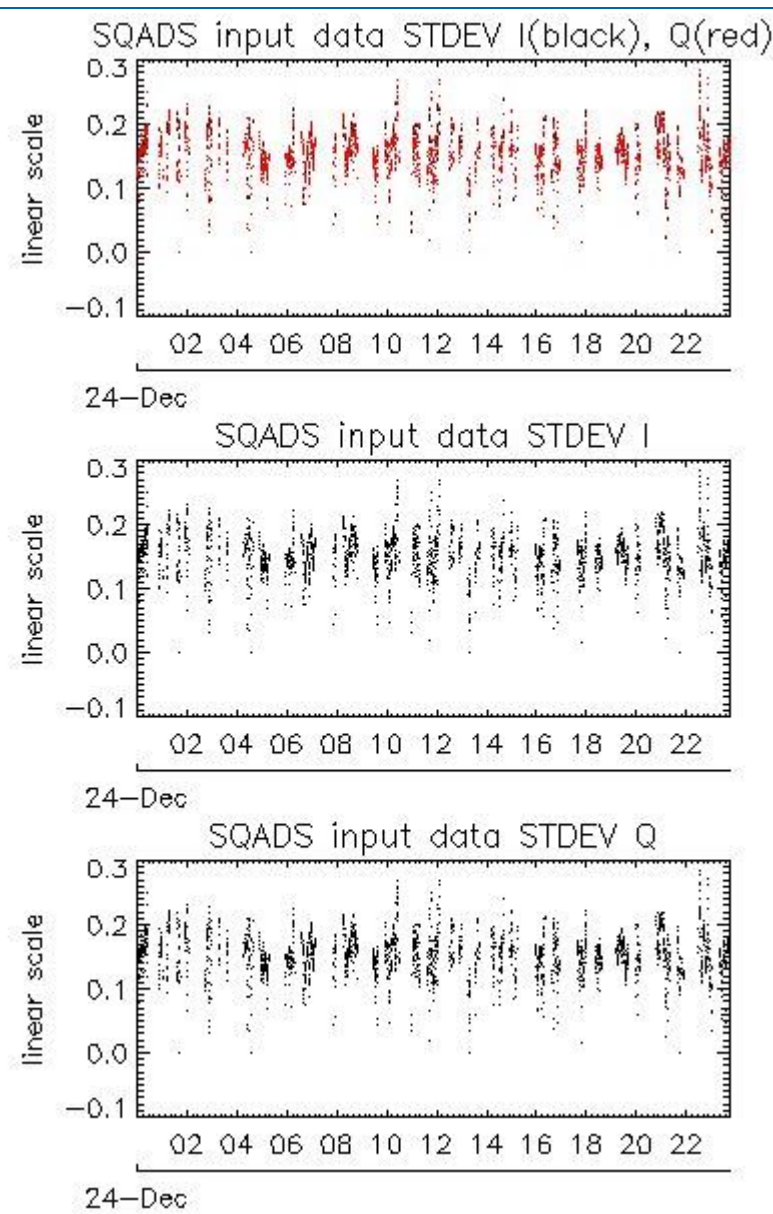 SQADS input data STDEV I(black), Q(red)
0.3
0.2
0.1
0.0
−0.1
linear scale
02 04 06 08 10 12 14 16 18 20 22
24−Dec
SQADS input data STDEV I
0.3
0.2
0.1
0.0
−0.1
linear scale
02 04 06 08 10 12 14 16 18 20 22
24−Dec
SQADS input data STDEV Q
0.3
0.2
0.1
0.0
−0.1
linear scale
02 04 06 08 10 12 14 16 18 20 22
24−Dec